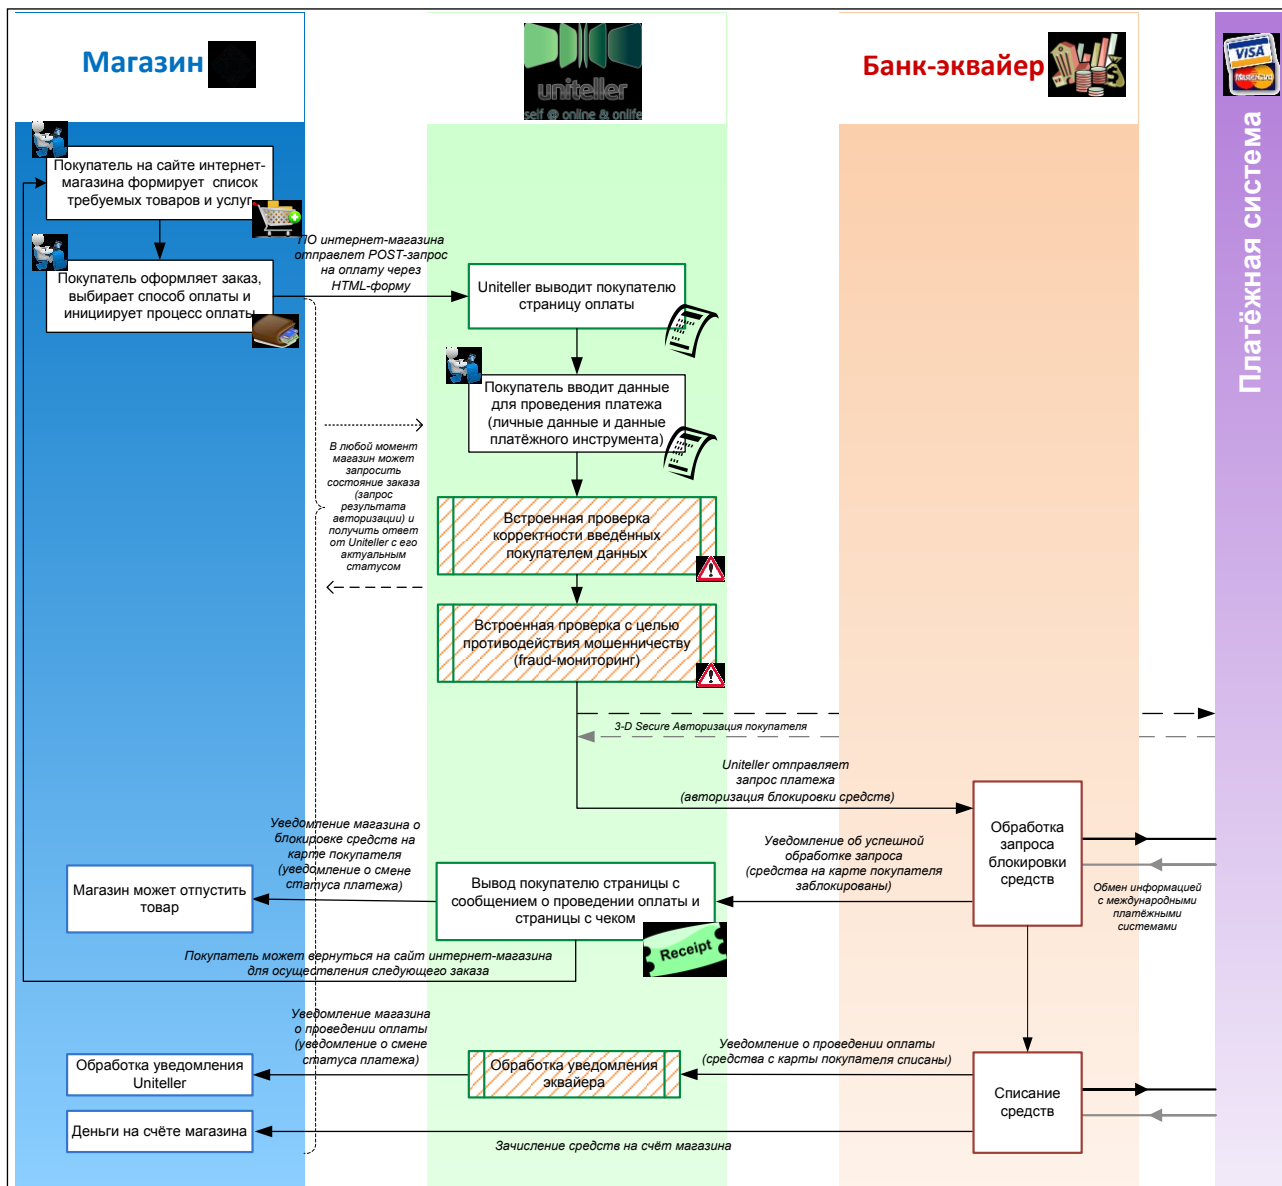 Магазин
uniteller
self @ online & onlife
Банк-эквайер
VISA
MasterCard
Платёжная система
Покупатель на сайте интернет-
магазина формирует список
требуемых товаров и услуг
ПО интернет-магазина
отправлет POST-запрос
на оплату через
HTML-форму
Покупатель оформляет заказ,
выбирает способ оплаты и
инициирует процесс оплаты
Uniteller выводит покупателю
страницу оплаты
Покупатель вводит данные
для проведения платежа
(личные данные и данные
платёжного инструмента)
В любой момент
магазин может
запросить
состояние заказа
(запрос
результата
авторизации) и
получить ответ
от Uniteller с его
актуальным
статусом
Встроенная проверка
корректности введённых
покупателем данных
Встроенная проверка с целью
противодействия мошенничеству
(fraud-мониторинг)
3-D Secure Авторизация покупателя
Uniteller отправляет
запрос платежа
(авторизация блокировки средств)
Обработка
запроса
блокировки
средств
Уведомление магазина о
блокировке средств на
карте покупателя
(уведомление о смене
статуса платежа)
Уведомление об успешной
обработке запроса
(средства на карте покупателя
заблокированы)
Магазин может отпустить
товар
Вывод покупателю страницы с
сообщением о проведении оплаты и
страницы с чеком
Receipt
Обмен информацией
с международными
платёжными
системами
Покупатель может вернуться на сайт интернет-магазина
для осуществления следующего заказа
Уведомление магазина
о проведении оплаты
(уведомление о смене
статуса платежа)
Уведомление о проведении оплаты
(средства с карты покупателя списаны)
Обработка уведомления
Uniteller
Обработка уведомления
эквайера
Списание
средств
Деньги на счёте магазина
Зачисление средств на счёт магазина